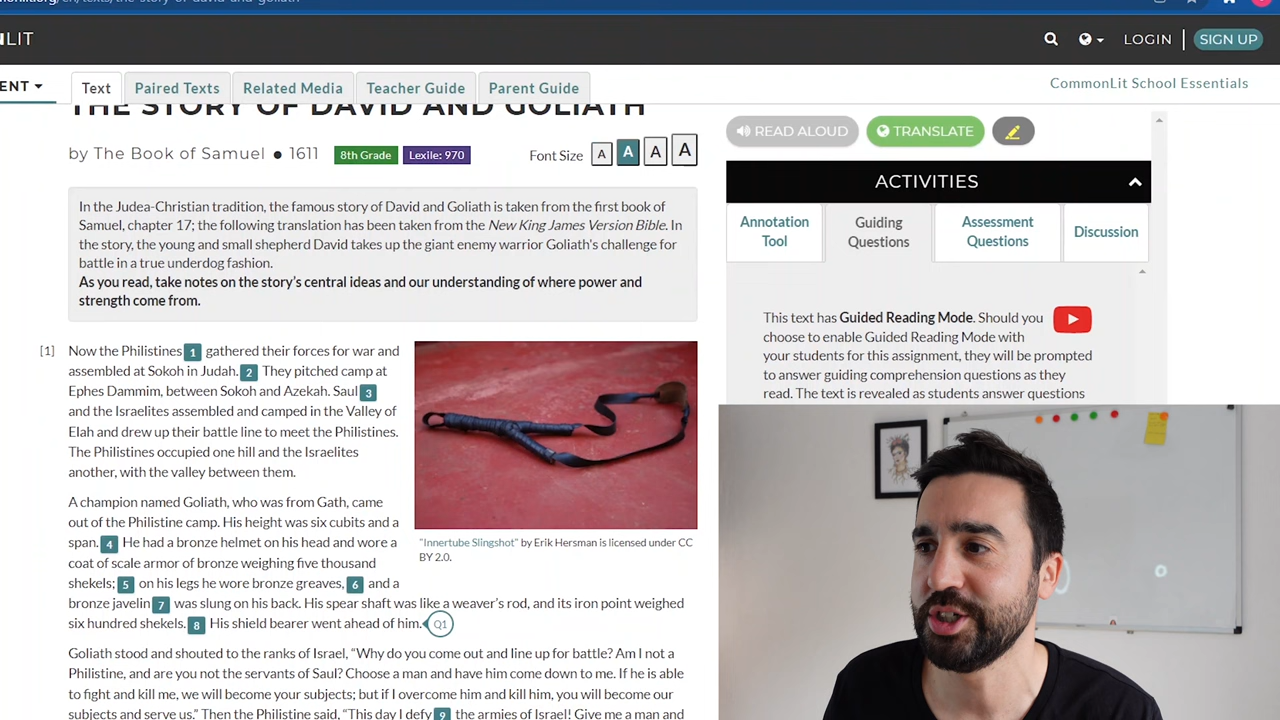 LIT
LOGIN
SIGN UP
ENT
Text
Paired Texts
Related Media
Teacher Guide
Parent Guide
CommonLit School Essentials
THE STORY OF DAVID AND GOLIATH
by The Book of Samuel ● 1611
8th Grade
Lexile: 970
Font Size
A
A
A
A
In the Judea-Christian tradition, the famous story of David and Goliath is taken from the first book of
Samuel, chapter 17; the following translation has been taken from the New King James Version Bible. In
the story, the young and small shepherd David takes up the giant enemy warrior Goliath's challenge for
battle in a true underdog fashion.
As you read, take notes on the story's central ideas and our understanding of where power and
strength come from.
[1] Now the Philistines 1 gathered their forces for war and
assembled at Sokoh in Judah. 2 They pitched camp at
Ephes Dammim, between Sokoh and Azekah. Saul 3
and the Israelites assembled and camped in the Valley of
Elah and drew up their battle line to meet the Philistines.
The Philistines occupied one hill and the Israelites
another, with the valley between them.
A champion named Goliath, who was from Gath, came
out of the Philistine camp. His height was six cubits and a
span. 4 He had a bronze helmet on his head and wore a
coat of scale armor of bronze weighing five thousand
shekels; 5 on his legs he wore bronze greaves, 6 and a
bronze javelin 7 was slung on his back. His spear shaft was like a weaver's rod, and its iron point weighed
six hundred shekels. 8 His shield bearer went ahead of him. Q1
"Innertube Slingshot" by Erik Hersman is licensed under CC
BY 2.0.
Goliath stood and shouted to the ranks of Israel, “Why do you come out and line up for battle? Am I not a
Philistine, and are you not the servants of Saul? Choose a man and have him come down to me. If he is able
to fight and kill me, we will become your subjects; but if I overcome him and kill him, you will become our
subjects and serve us.” Then the Philistine said, “This day I defy 9 the armies of Israel! Give me a man and
READ ALOUD
TRANSLATE
ACTIVITIES
Annotation
Tool
Guiding
Questions
Assessment
Questions
Discussion
This text has Guided Reading Mode. Should you
choose to enable Guided Reading Mode with
your students for this assignment, they will be prompted
to answer guiding comprehension questions as they
read. The text is revealed as students answer questions